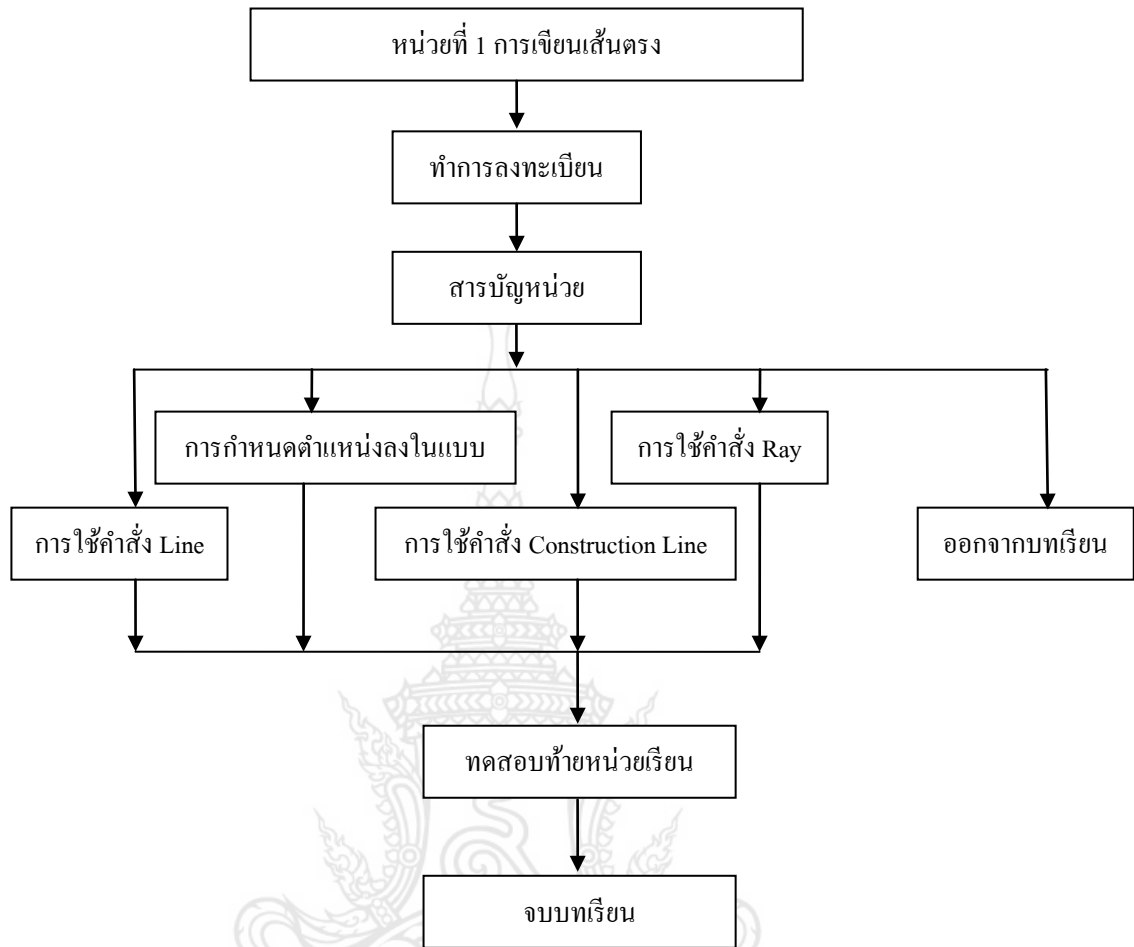 หน่วยที่ 1 การเขียนเส้นตรง
ทำการลงทะเบียน
สารบัญหน่วย
การกำหนดตำแหน่งลงในแบบ
การใช้คำสั่ง Ray
การใช้คำสั่ง Line
การใช้คำสั่ง Construction Line
ออกจากบทเรียน
ทดสอบท้ายหน่วยเรียน
จบบทเรียน